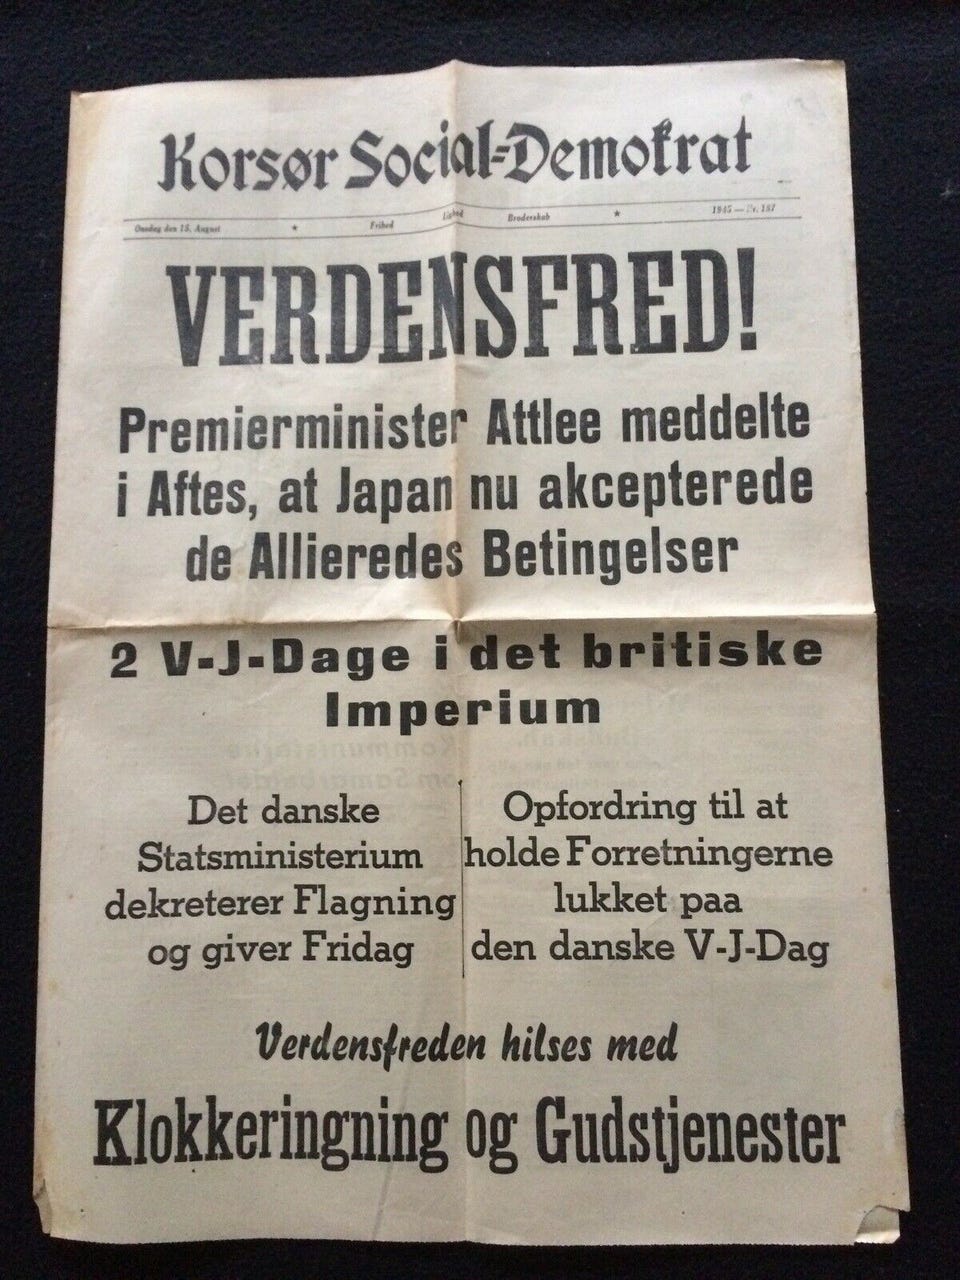 Korsør Social-Demokrat
Onsdag den 15. August ★ Frihed Lighed Broderskab ★ 1945 — Nr. 187
VERDENSFRED!
Premierminister Attlee meddelte
i Aftes, at Japan nu akcepterede
de Allieredes Betingelser
2 V-J-Dage i det britiske
Imperium
Det danske
Statsministerium
dekreterer Flagning
og giver Fridag
Opfordring til at
holde Forretningerne
lukket paa
den danske V-J-Dag
Verdensfreden hilses med
Klokkeringning og Gudstjenester